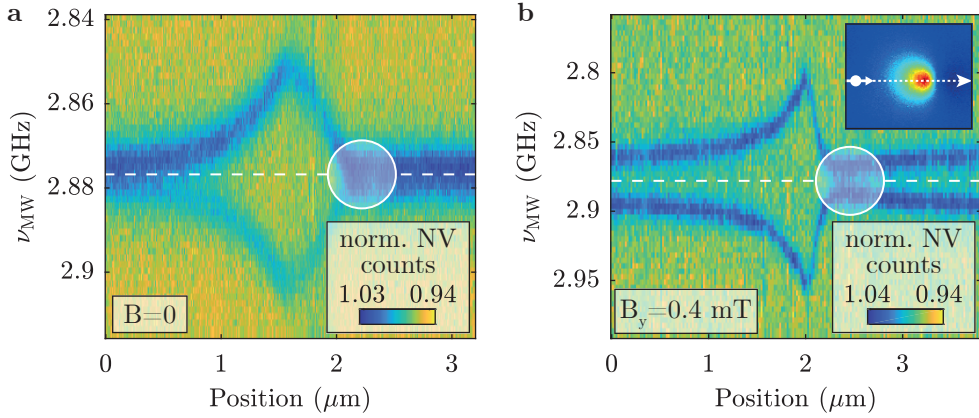 a
2.84
2.86
2.88
2.9
ν_MW (GHz)
norm. NV
counts
1.03 0.94
B=0
0 1 2 3
Position (μm)
b
2.8
2.85
2.9
2.95
ν_MW (GHz)
norm. NV
counts
1.04 0.94
B_y=0.4 mT
0 1 2 3
Position (μm)